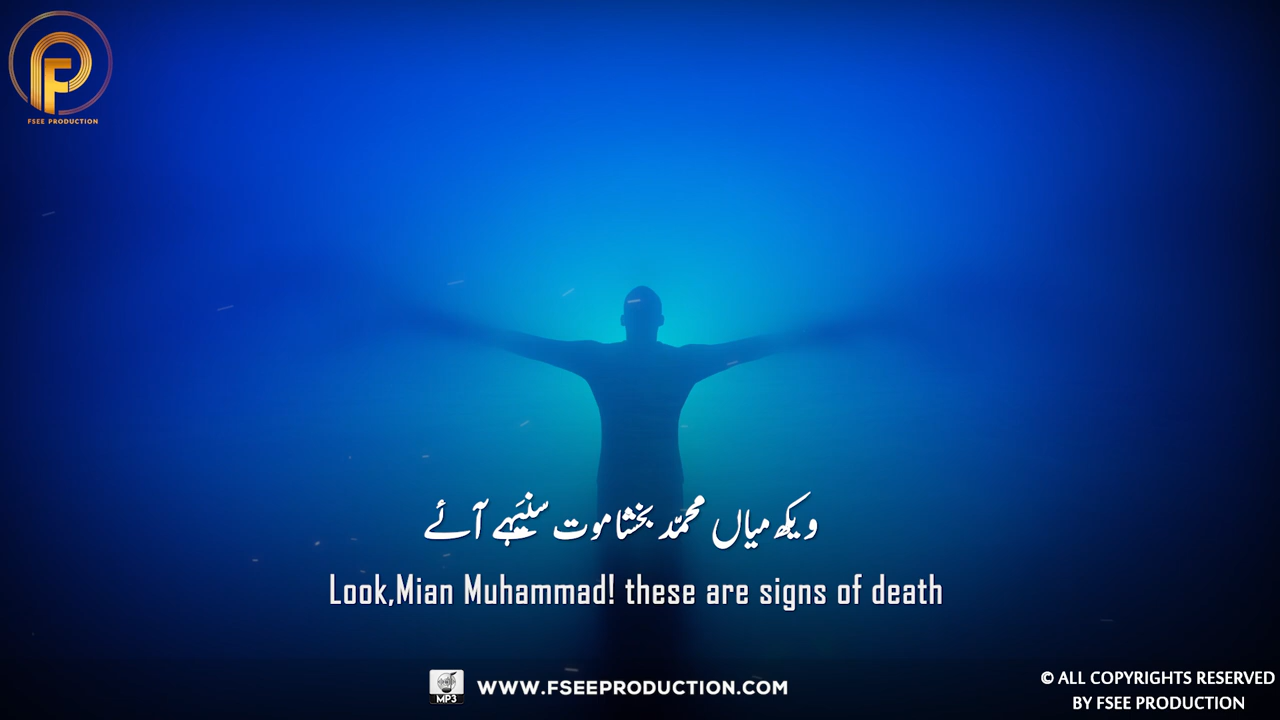 FSEE PRODUCTION
ویکھ میاں محمّد بخشا موت سنیہے آئے
Look,Mian Muhammad! these are signs of death
MP3
WWW.FSEEPRODUCTION.COM
© ALL COPYRIGHTS RESERVED
BY FSEE PRODUCTION